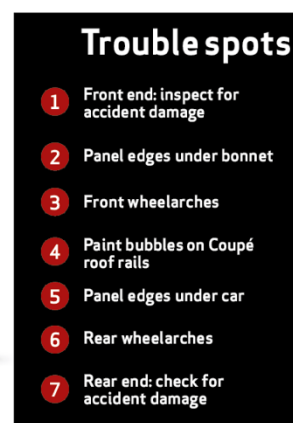 Trouble spots
1 Front end: inspect for
accident damage
2 Panel edges under bonnet
3 Front wheelarches
4 Paint bubbles on Coupé
roof rails
5 Panel edges under car
6 Rear wheelarches
7 Rear end: check for
accident damage